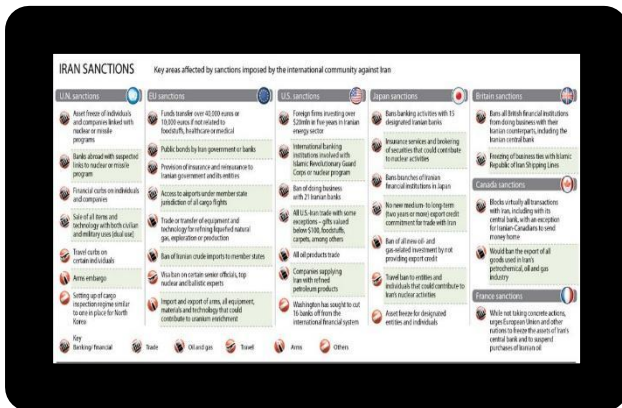 IRAN SANCTIONS
Key areas affected by sanctions imposed by the international community against Iran
U.N. sanctions
Asset freeze of individuals
and companies linked with
nuclear or missile
programs
Banks abroad with suspected
links to nuclear or missile
program
Financial curbs on individuals
and companies
Sale of all items and
technology with both civilian
and military uses (dual use)
Travel curbs on
certain individuals
Arms embargo
Setting up of cargo
inspection regime similar
to one in place for North
Korea
EU sanctions
Funds transfer over 40,000 euros or
10,000 euros if not related to
foodstuffs, healthcare or medical
Public bonds by Iran government or banks
Provision of insurance and reinsurance to
Iranian government and its entities
Access to airports under member state
jurisdiction of all cargo flights
Trade or transfer of equipment and
technology for refining liquefied natural
gas, exploration or production
Ban of Iranian crude imports to member states
Visa ban on certain senior officials, top
nuclear and ballistic experts
Import and export of arms, all equipment,
materials and technology that could
contribute to uranium enrichment
U.S. sanctions
Foreign firms investing over
$20mln in five years in Iranian
energy sector
International banking
institutions involved with
Islamic Revolutionary Guard
Corps or nuclear program
Ban of doing business
with 21 Iranian banks
All U.S.-Iran trade with some
exceptions - gifts valued
below $100, foodstuffs,
carpets, among others
All oil products trade
Companies supplying
Iran with refined
petroleum products
Washington has sought to cut
16 banks off from the
international financial system
Japan sanctions
Bans banking activities with 15
designated Iranian banks
Insurance services and brokering
of securities that could contribute
to nuclear activities
Bans branches of Iranian
financial institutions in Japan
No new medium- to long-term
(two years or more) export credit
commitment for trade with Iran
Ban of all new oil- and
gas-related investment by not
providing export credit
Travel ban to entities and
individuals that could contribute to
Iran's nuclear activities
Asset freeze for designated
entities and individuals
Britain sanctions
Bans all British financial institutions
from doing business with their
Iranian counterparts, including the
Iranian central bank
Freezing of business ties with Islamic
Republic of Iran Shipping Lines
Canada sanctions
Blocks virtually all transactions
with Iran, including with its
central bank, with an exception
for Iranian-Canadians to send
money home
Would ban the export of all
goods used in Iran's
petrochemical, oil and gas
industry
France sanctions
While not taking concrete actions,
urges European Union and other
nations to freeze the assets of Iran's
central bank and to suspend
purchases of Iranian oil
Key
Banking/financial
Trade
Oil and gas
Travel
Arms
Others